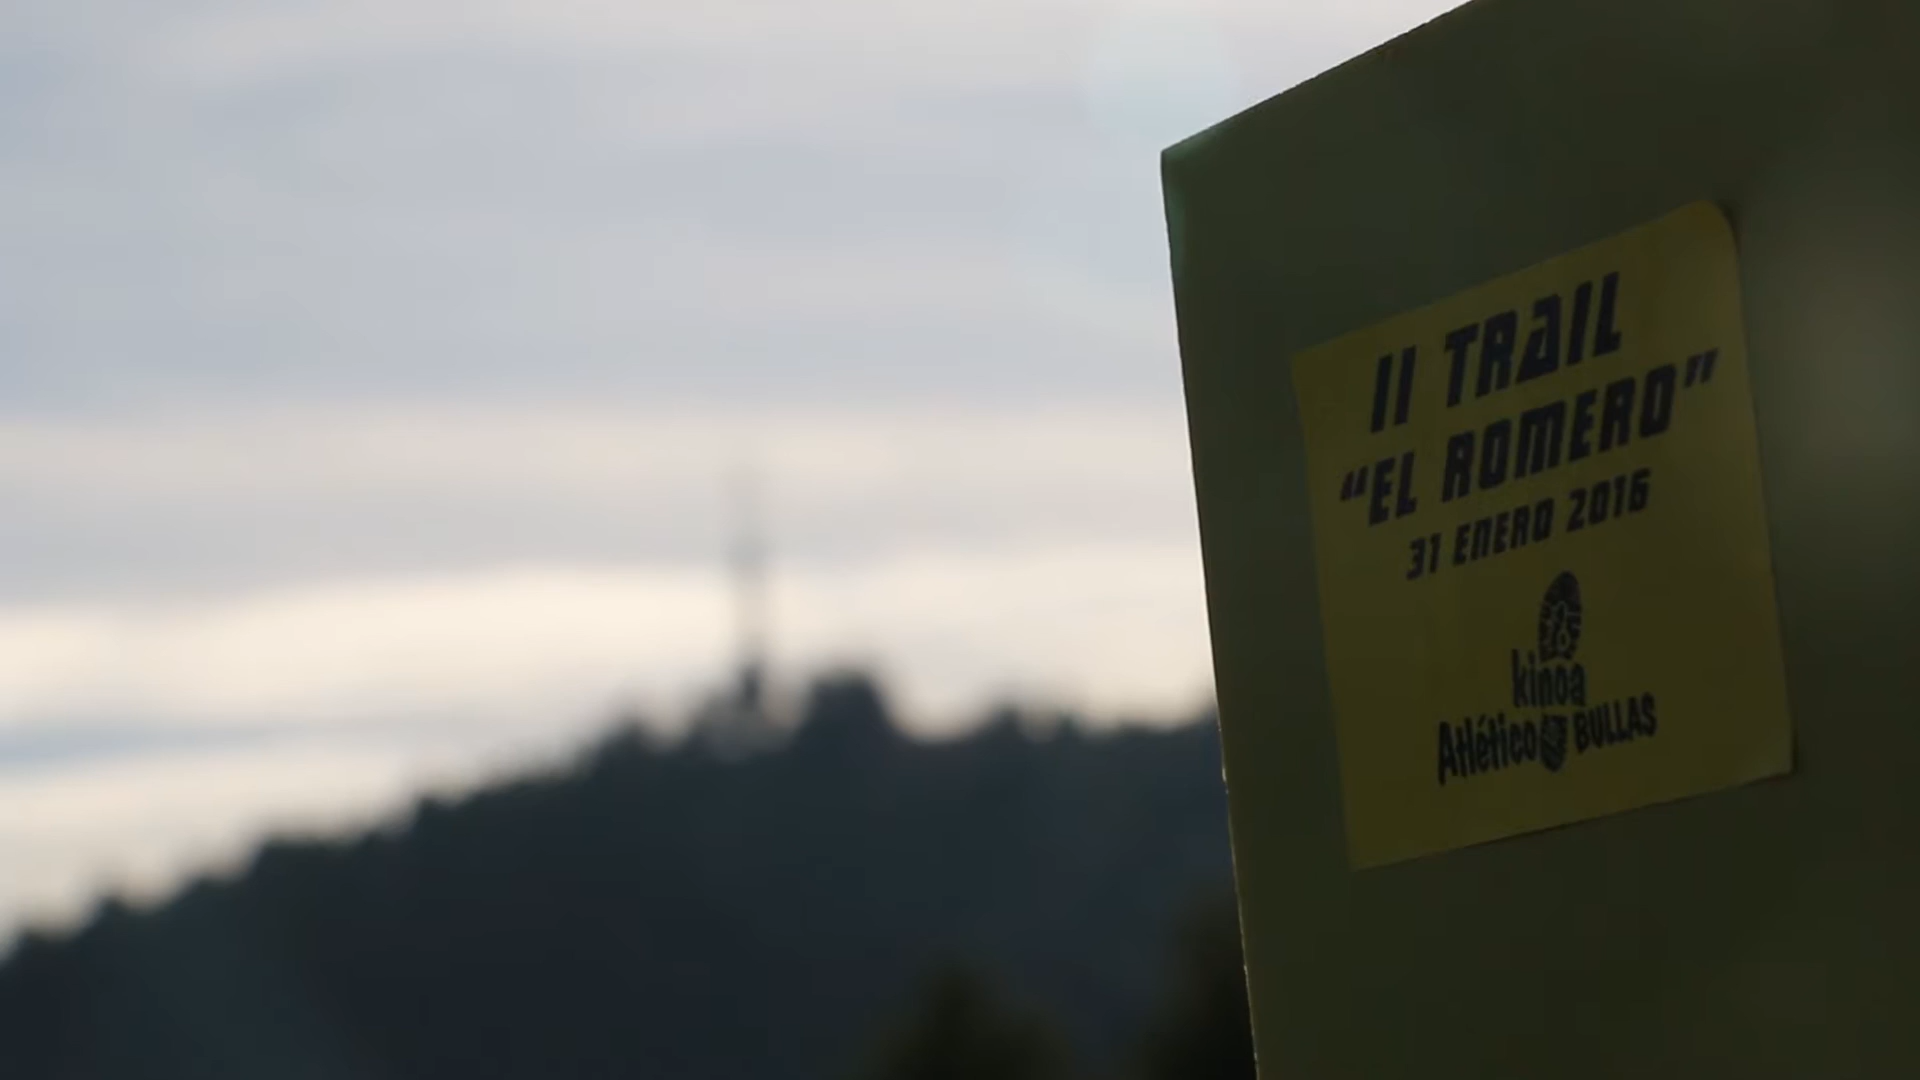 II TRAIL
“EL ROMERO”
31 ENERO 2016
kinoa
Atlético BULLAS